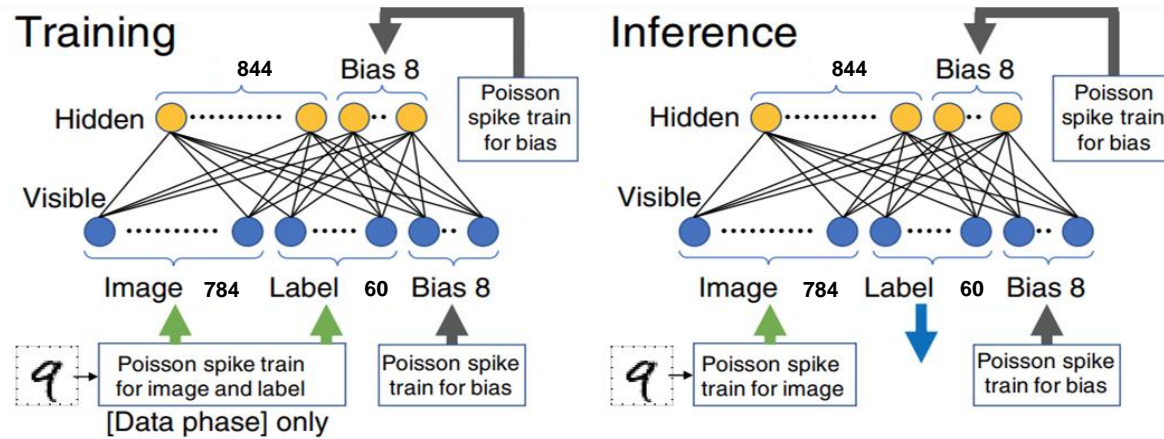 Training
844
Bias 8
Hidden
Poisson
spike train
for bias
Visible
Image 784 Label 60 Bias 8
9
Poisson spike train
for image and label
Poisson spike
train for bias
[Data phase] only
Inference
844
Bias 8
Hidden
Poisson
spike train
for bias
Visible
Image 784 Label 60 Bias 8
9
Poisson spike
train for image
Poisson spike
train for bias